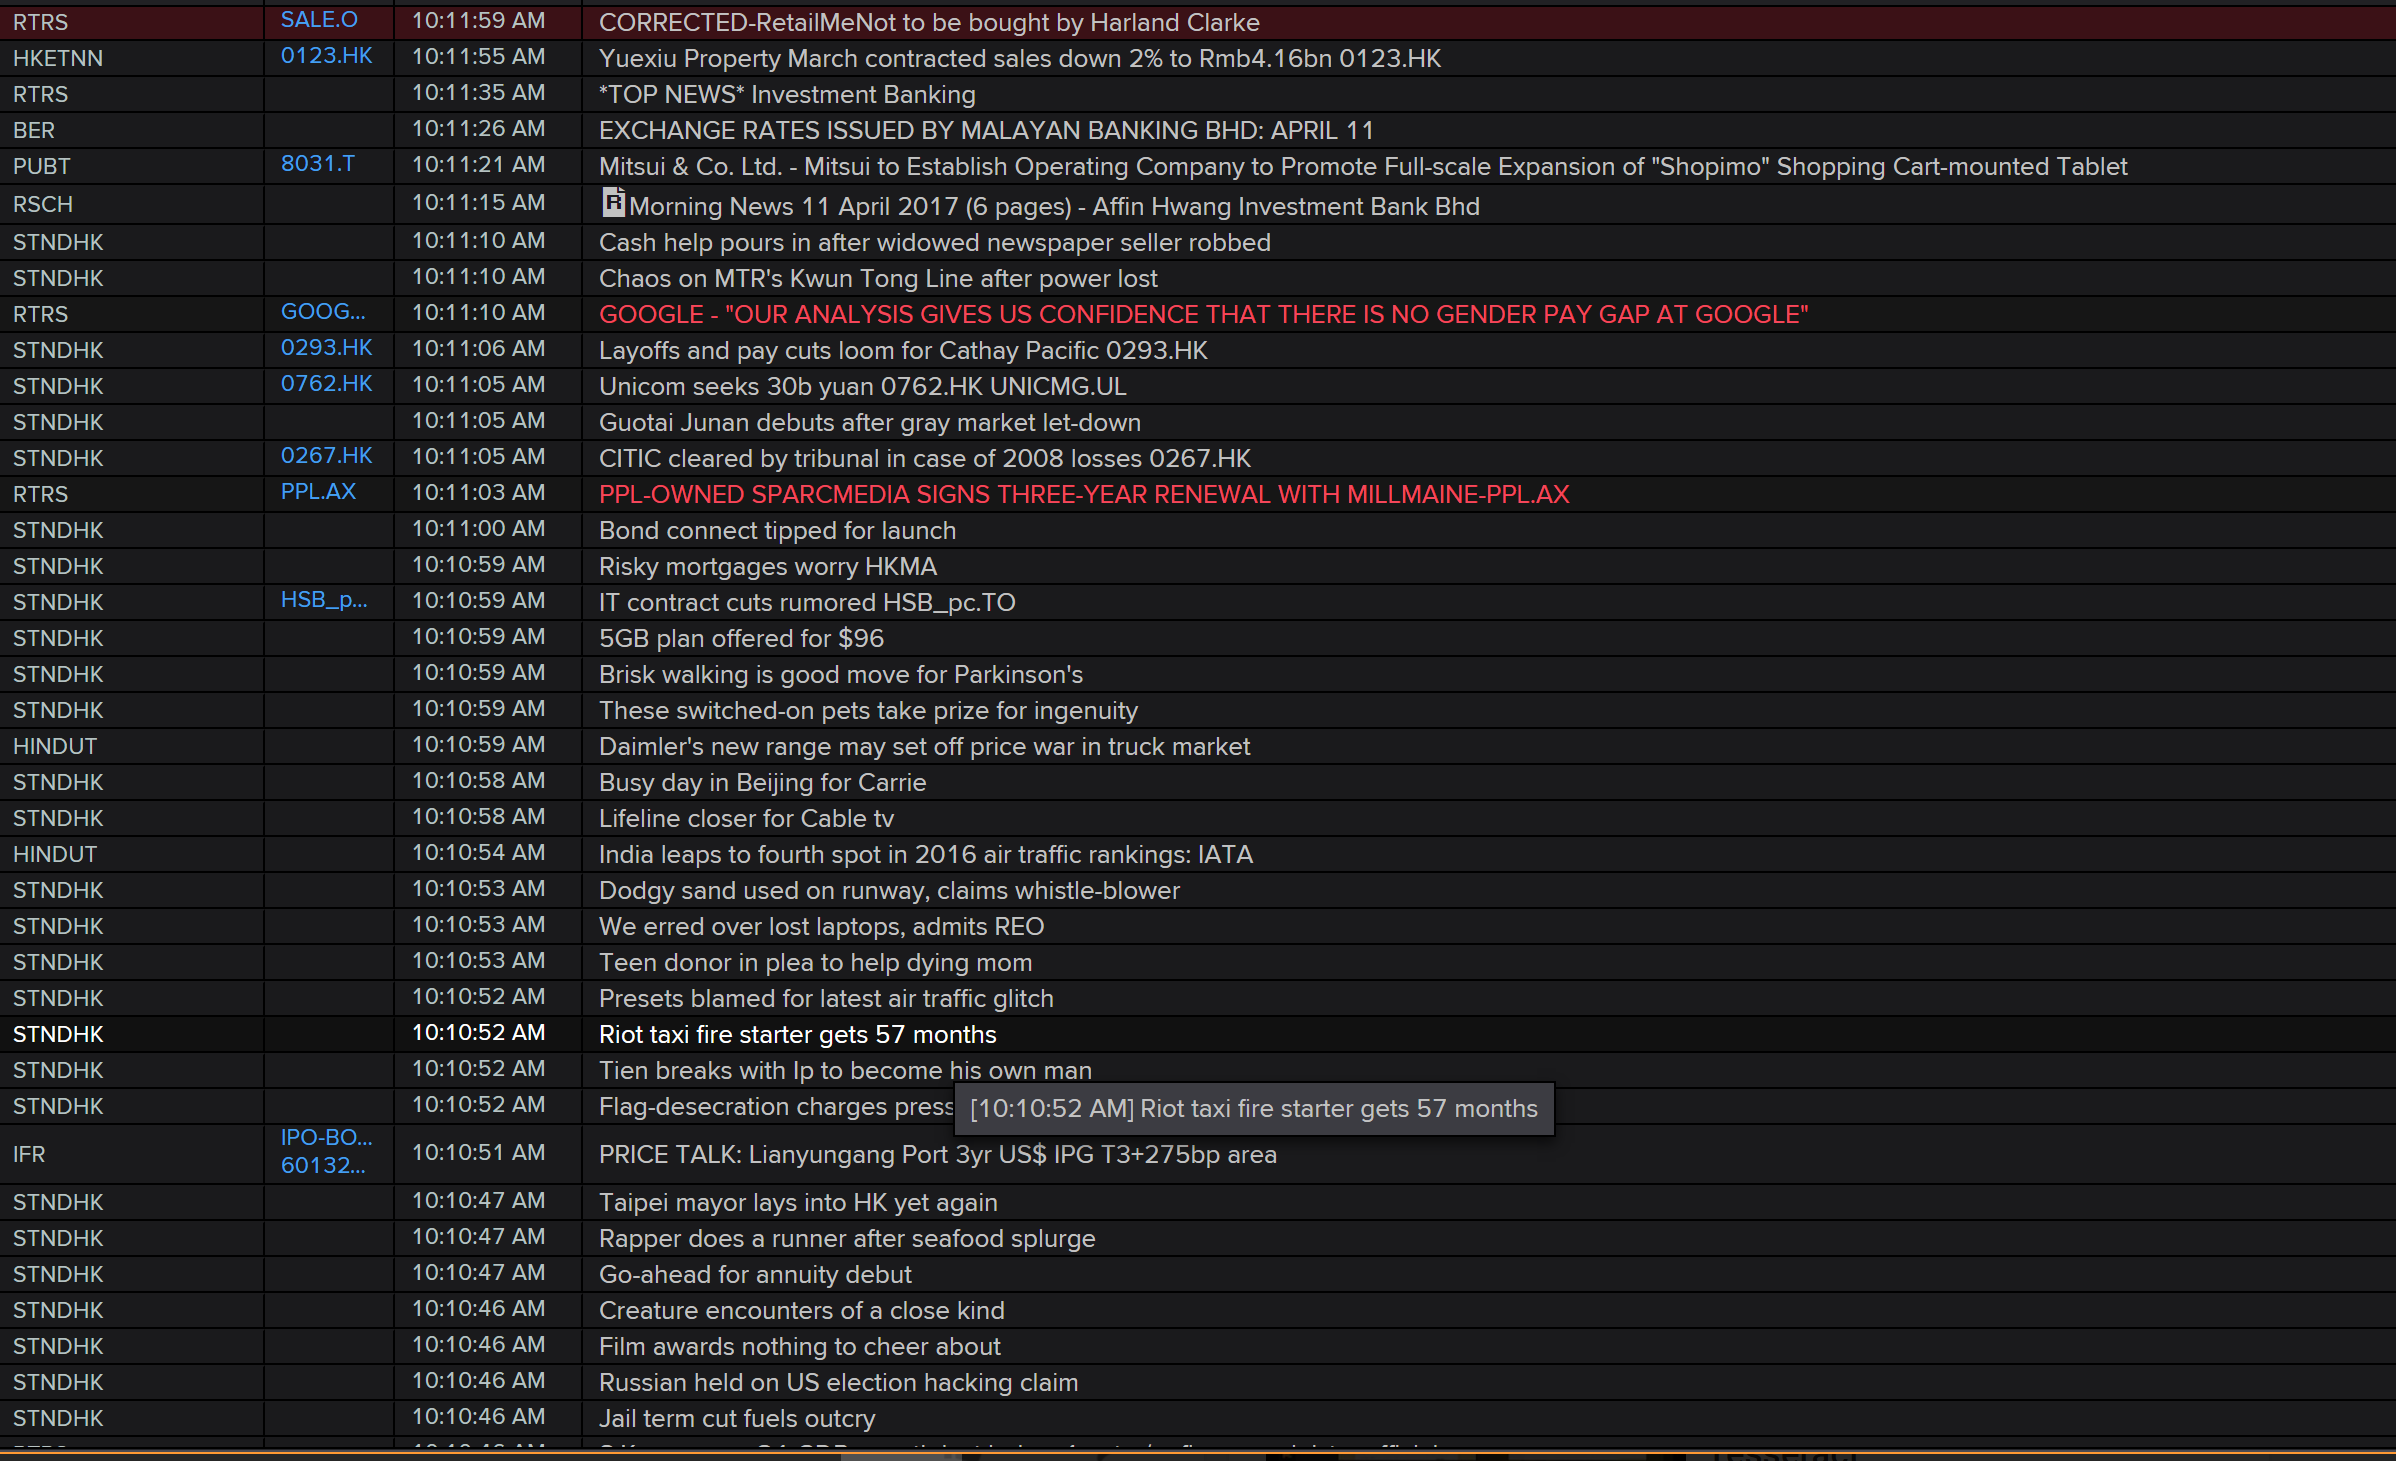 RTRS SALE.O 10:11:59 AM CORRECTED-RetailMeNot to be bought by Harland Clarke
HKETNN 0123.HK 10:11:55 AM Yuexiu Property March contracted sales down 2% to Rmb4.16bn 0123.HK
RTRS 10:11:35 AM *TOP NEWS* Investment Banking
BER 10:11:26 AM EXCHANGE RATES ISSUED BY MALAYAN BANKING BHD: APRIL 11
PUBT 8031.T 10:11:21 AM Mitsui & Co. Ltd. - Mitsui to Establish Operating Company to Promote Full-scale Expansion of "Shopimo" Shopping Cart-mounted Tablet
RSCH 10:11:15 AM R Morning News 11 April 2017 (6 pages) - Affin Hwang Investment Bank Bhd
STNDHK 10:11:10 AM Cash help pours in after widowed newspaper seller robbed
STNDHK 10:11:10 AM Chaos on MTR's Kwun Tong Line after power lost
RTRS GOOG... 10:11:10 AM GOOGLE - "OUR ANALYSIS GIVES US CONFIDENCE THAT THERE IS NO GENDER PAY GAP AT GOOGLE"
STNDHK 0293.HK 10:11:06 AM Layoffs and pay cuts loom for Cathay Pacific 0293.HK
STNDHK 0762.HK 10:11:05 AM Unicom seeks 30b yuan 0762.HK UNICMG.UL
STNDHK 10:11:05 AM Guotai Junan debuts after gray market let-down
STNDHK 0267.HK 10:11:05 AM CITIC cleared by tribunal in case of 2008 losses 0267.HK
RTRS PPL.AX 10:11:03 AM PPL-OWNED SPARCMEDIA SIGNS THREE-YEAR RENEWAL WITH MILLMAINE-PPL.AX
STNDHK 10:11:00 AM Bond connect tipped for launch
STNDHK 10:10:59 AM Risky mortgages worry HKMA
STNDHK HSB_p... 10:10:59 AM IT contract cuts rumored HSB_pc.TO
STNDHK 10:10:59 AM 5GB plan offered for $96
STNDHK 10:10:59 AM Brisk walking is good move for Parkinson's
STNDHK 10:10:59 AM These switched-on pets take prize for ingenuity
HINDUT 10:10:59 AM Daimler's new range may set off price war in truck market
STNDHK 10:10:58 AM Busy day in Beijing for Carrie
STNDHK 10:10:58 AM Lifeline closer for Cable tv
HINDUT 10:10:54 AM India leaps to fourth spot in 2016 air traffic rankings: IATA
STNDHK 10:10:53 AM Dodgy sand used on runway, claims whistle-blower
STNDHK 10:10:53 AM We erred over lost laptops, admits REO
STNDHK 10:10:53 AM Teen donor in plea to help dying mom
STNDHK 10:10:52 AM Presets blamed for latest air traffic glitch
STNDHK 10:10:52 AM Riot taxi fire starter gets 57 months
STNDHK 10:10:52 AM Tien breaks with Ip to become his own man
STNDHK 10:10:52 AM Flag-desecration charges press
[10:10:52 AM] Riot taxi fire starter gets 57 months
IFR IPO-BO... 60132... 10:10:51 AM PRICE TALK: Lianyungang Port 3yr US$ IPG T3+275bp area
STNDHK 10:10:47 AM Taipei mayor lays into HK yet again
STNDHK 10:10:47 AM Rapper does a runner after seafood splurge
STNDHK 10:10:47 AM Go-ahead for annuity debut
STNDHK 10:10:46 AM Creature encounters of a close kind
STNDHK 10:10:46 AM Film awards nothing to cheer about
STNDHK 10:10:46 AM Russian held on US election hacking claim
STNDHK 10:10:46 AM Jail term cut fuels outcry